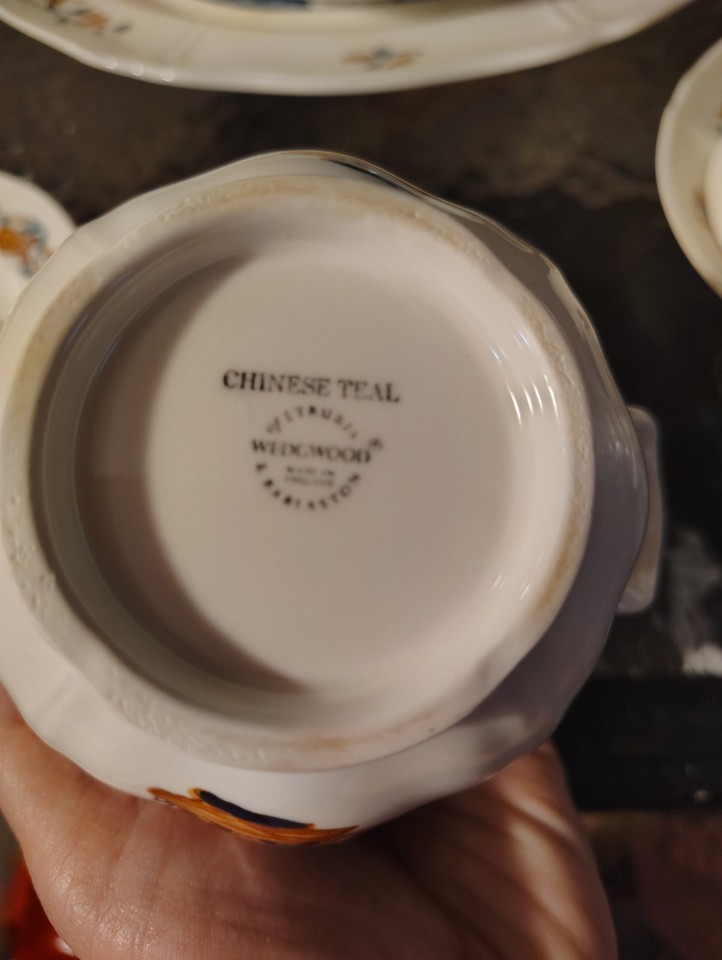 CHINESE TEAL
of ETRURIA
WEDGWOOD®
MADE IN
ENGLAND
& BARLASTON